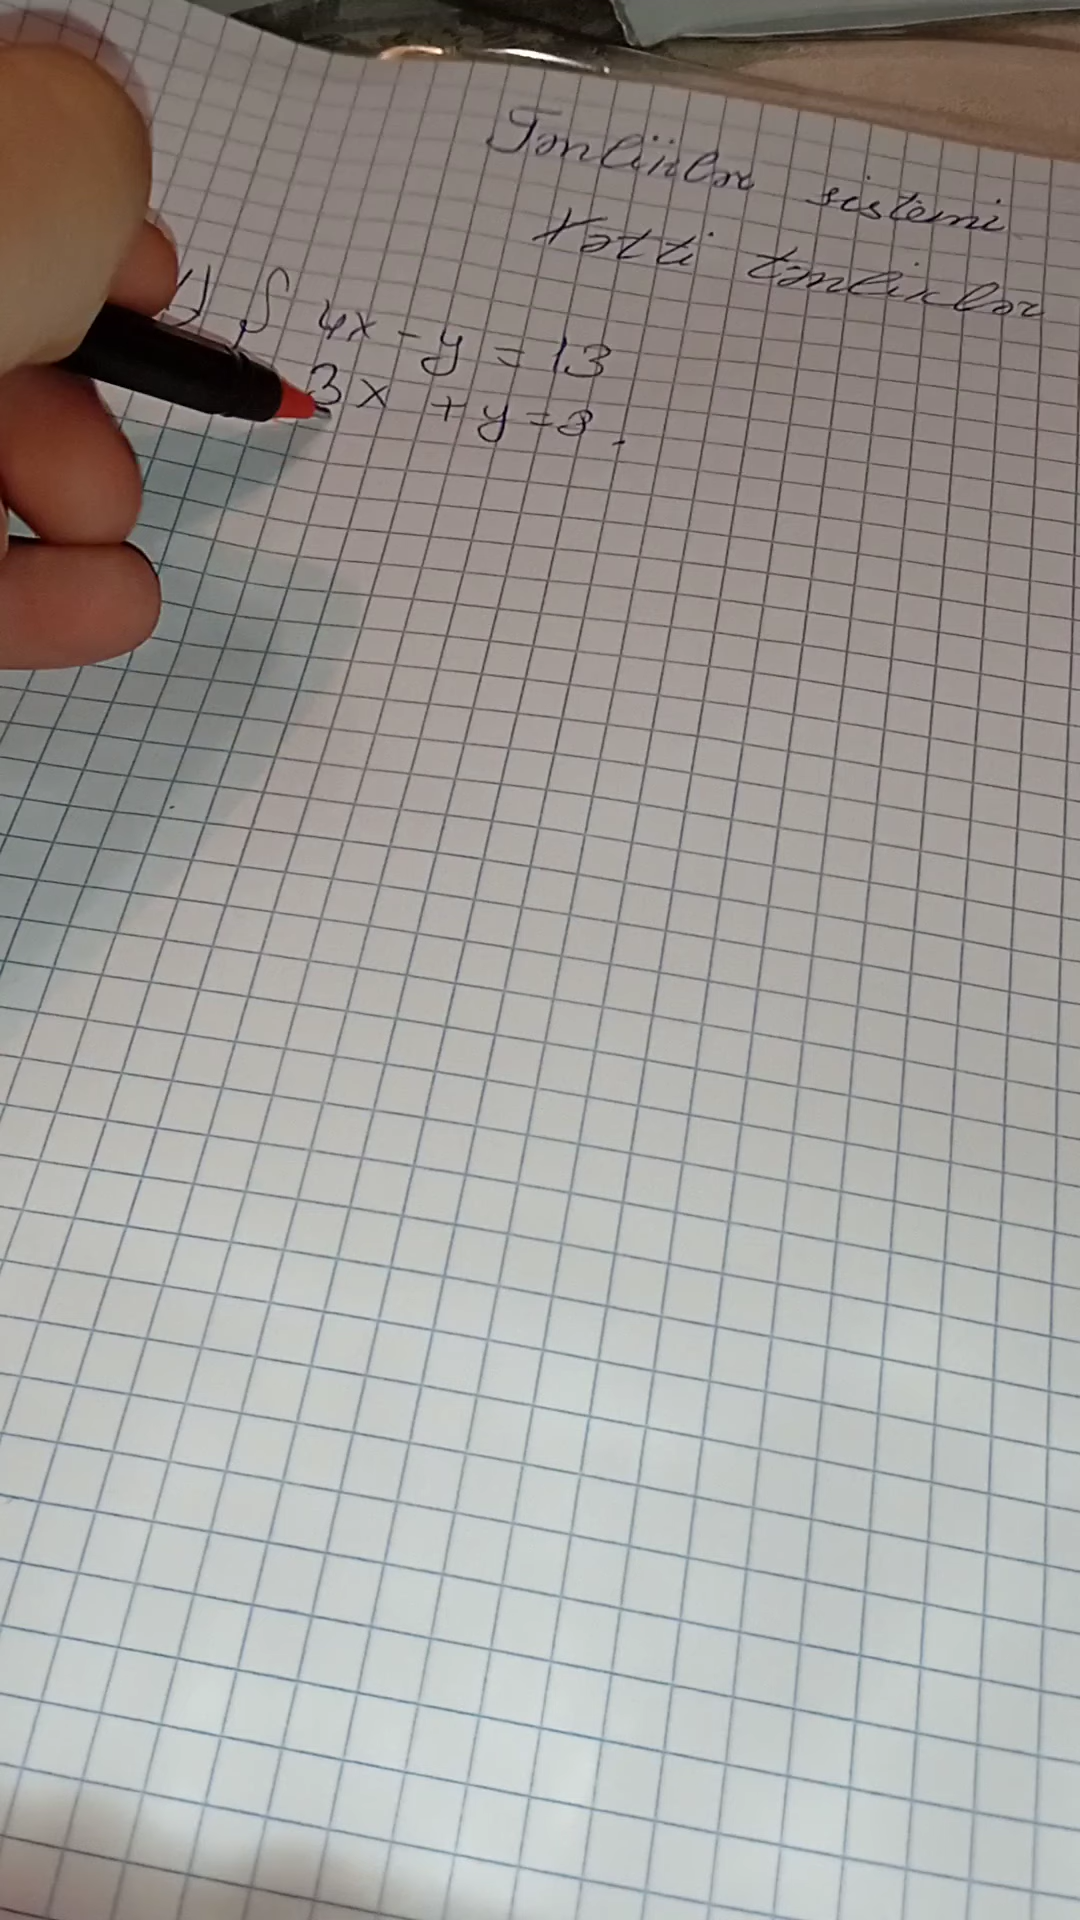 Tənliklər sistemi
Xətti tənliklər
1) { 4x - y = 13
3x + y = 8.